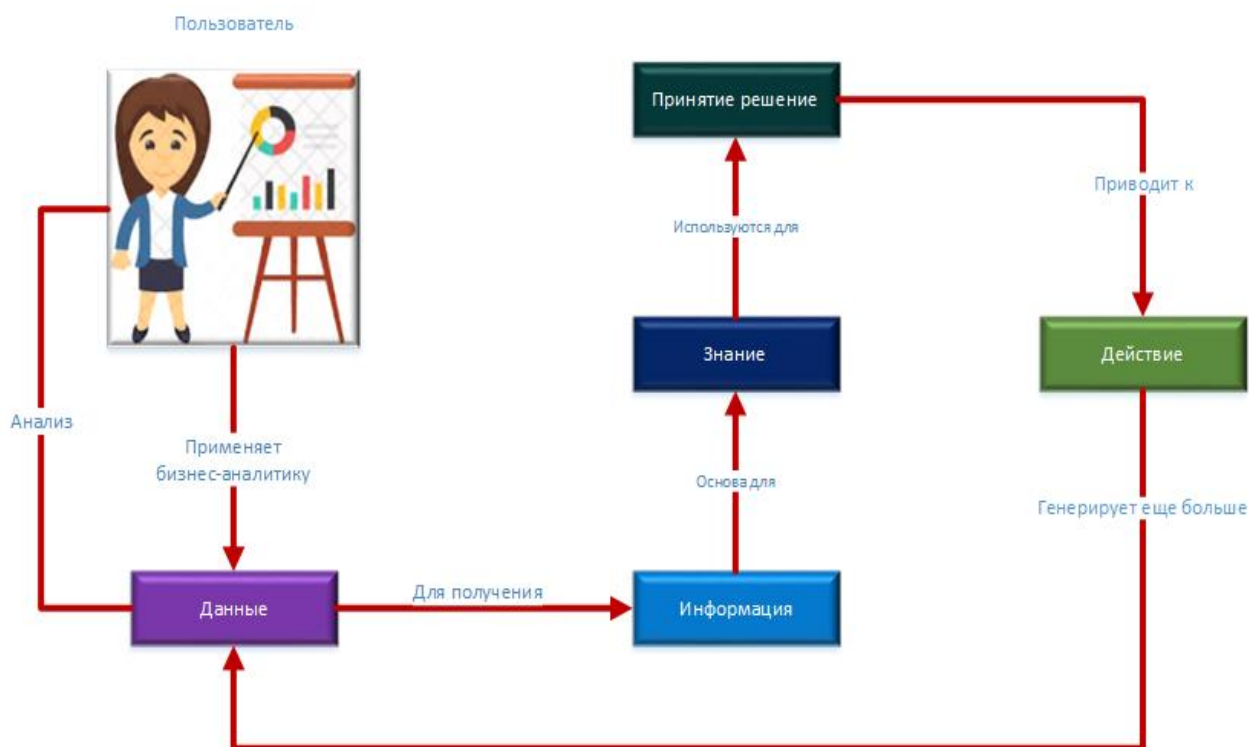 Пользователь
Принятие решение
Приводит к
Используются для
Знание
Действие
Анализ
Применяет
бизнес-аналитику
Основа для
Генерирует еще больше
Данные
Для получения
Информация